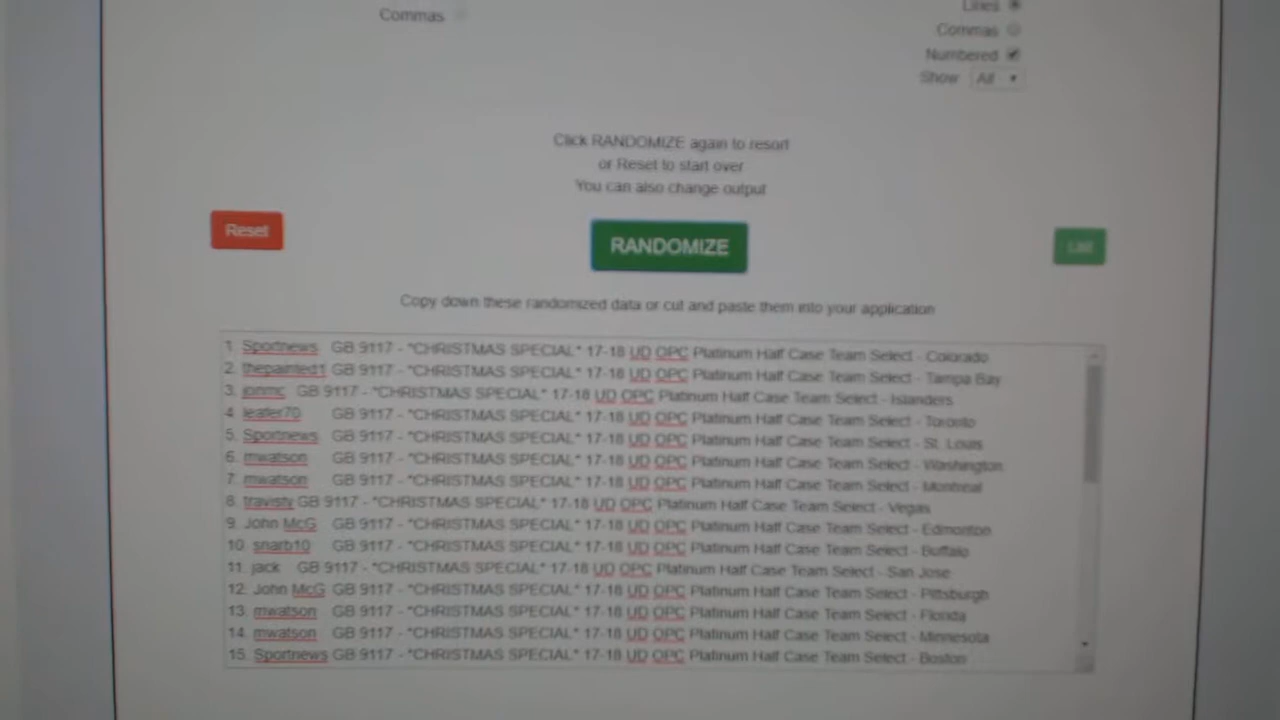 Commas
Lines
Commas
Numbered
Show All
Click RANDOMIZE again to resort
or Reset to start over
You can also change output
Reset
RANDOMIZE
List
Copy down these randomized data or cut and paste them into your application
1. Sportnews GB 9117 - *CHRISTMAS SPECIAL* 17-18 UD OPC Platinum Half Case Team Select - Colorado
2. thepainted1 GB 9117 - *CHRISTMAS SPECIAL* 17-18 UD OPC Platinum Half Case Team Select - Tampa Bay
3. GB 9117 - *CHRISTMAS SPECIAL* 17-18 UD OPC Platinum Half Case Team Select - Islanders
4. leafer70 GB 9117 - *CHRISTMAS SPECIAL* 17-18 UD OPC Platinum Half Case Team Select - Toronto
5. Sportnews GB 9117 - *CHRISTMAS SPECIAL* 17-18 UD OPC Platinum Half Case Team Select - St. Louis
6. mwatson GB 9117 - *CHRISTMAS SPECIAL* 17-18 UD OPC Platinum Half Case Team Select - Washington
7. mwatson GB 9117 - *CHRISTMAS SPECIAL* 17-18 UD OPC Platinum Half Case Team Select - Montreal
8. travisty GB 9117 - *CHRISTMAS SPECIAL* 17-18 UD OPC Platinum Half Case Team Select - Vegas
9. John McG GB 9117 - *CHRISTMAS SPECIAL* 17-18 UD OPC Platinum Half Case Team Select - Edmonton
10. snarb10 GB 9117 - *CHRISTMAS SPECIAL* 17-18 UD OPC Platinum Half Case Team Select - Buffalo
11. jack GB 9117 - *CHRISTMAS SPECIAL* 17-18 UD OPC Platinum Half Case Team Select - San Jose
12. John McG GB 9117 - *CHRISTMAS SPECIAL* 17-18 UD OPC Platinum Half Case Team Select - Pittsburgh
13. mwatson GB 9117 - *CHRISTMAS SPECIAL* 17-18 UD OPC Platinum Half Case Team Select - Florida
14. mwatson GB 9117 - *CHRISTMAS SPECIAL* 17-18 UD OPC Platinum Half Case Team Select - Minnesota
15. Sportnews GB 9117 - *CHRISTMAS SPECIAL* 17-18 UD OPC Platinum Half Case Team Select - Boston